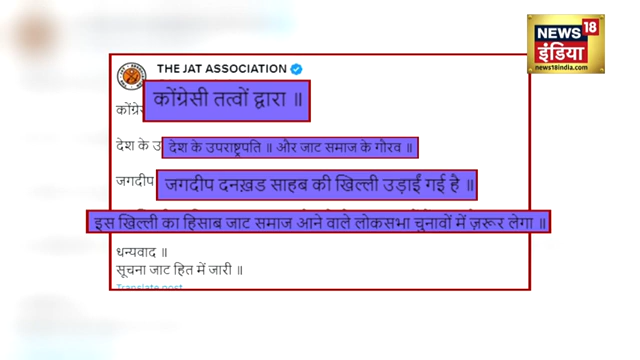 NEWS 18
इंडिया
news18india.com
THE JAT ASSOCIATION
कोंग्रेसी तत्वों द्वारा ॥
देश के उपराष्ट्रपति ॥ और जाट समाज के गौरव ॥
जगदीप दनख़ड साहब की खिल्ली उड़ाईं गई है ॥
इस खिल्ली का हिसाब जाट समाज आने वाले लोकसभा चुनावों में ज़रूर लेगा ॥
धन्यवाद ॥
सूचना जाट हित में जारी ॥
Translate post